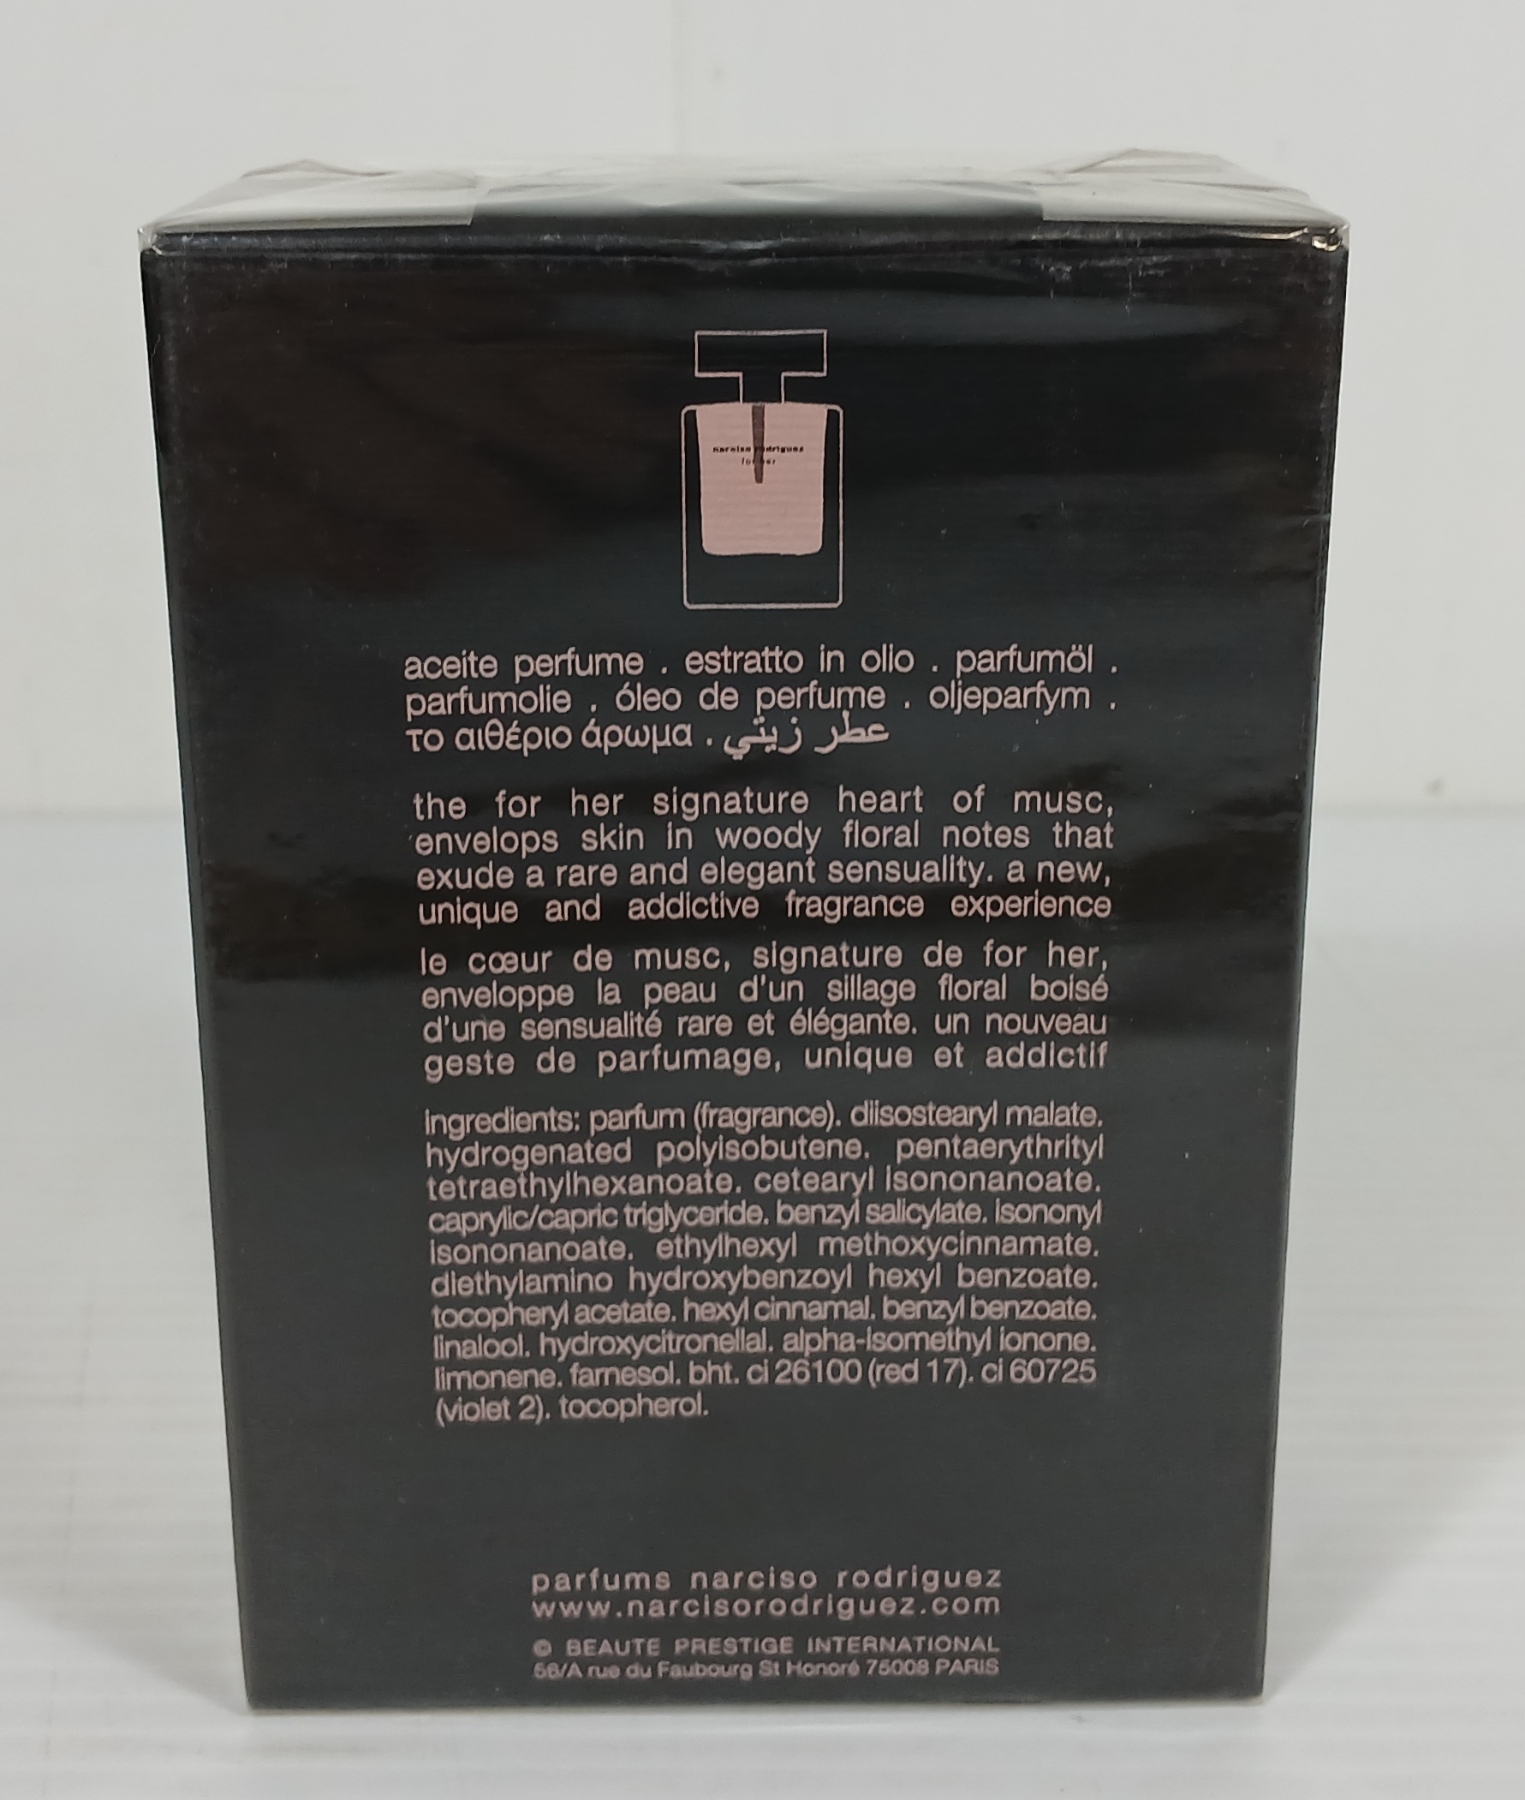 narciso rodriguez
for her
aceite perfume . estratto in olio . parfumöl .
parfumolie . óleo de perfume . oljeparfym .
το αιθέριο άρωμα . عطر زيتي
the for her signature heart of musc,
envelops skin in woody floral notes that
exude a rare and elegant sensuality. a new,
unique and addictive fragrance experience
le cœur de musc, signature de for her,
enveloppe la peau d'un sillage floral boisé
d'une sensualité rare et élégante. un nouveau
geste de parfumage, unique et addictif
ingredients: parfum (fragrance). diisostearyl malate.
hydrogenated polyisobutene. pentaerythrityl
tetraethylhexanoate. cetearyl isononanoate.
caprylic/capric triglyceride. benzyl salicylate. isononyl
isononanoate. ethylhexyl methoxycinnamate.
diethylamino hydroxybenzoyl hexyl benzoate.
tocopheryl acetate. hexyl cinnamal. benzyl benzoate.
linalool. hydroxycitronellal. alpha-isomethyl ionone.
limonene. farnesol. bht. ci 26100 (red 17). ci 60725
(violet 2). tocopherol.
parfums narciso rodriguez
www.narcisorodriguez.com
© BEAUTE PRESTIGE INTERNATIONAL
56/A rue du Faubourg St Honoré 75008 PARIS